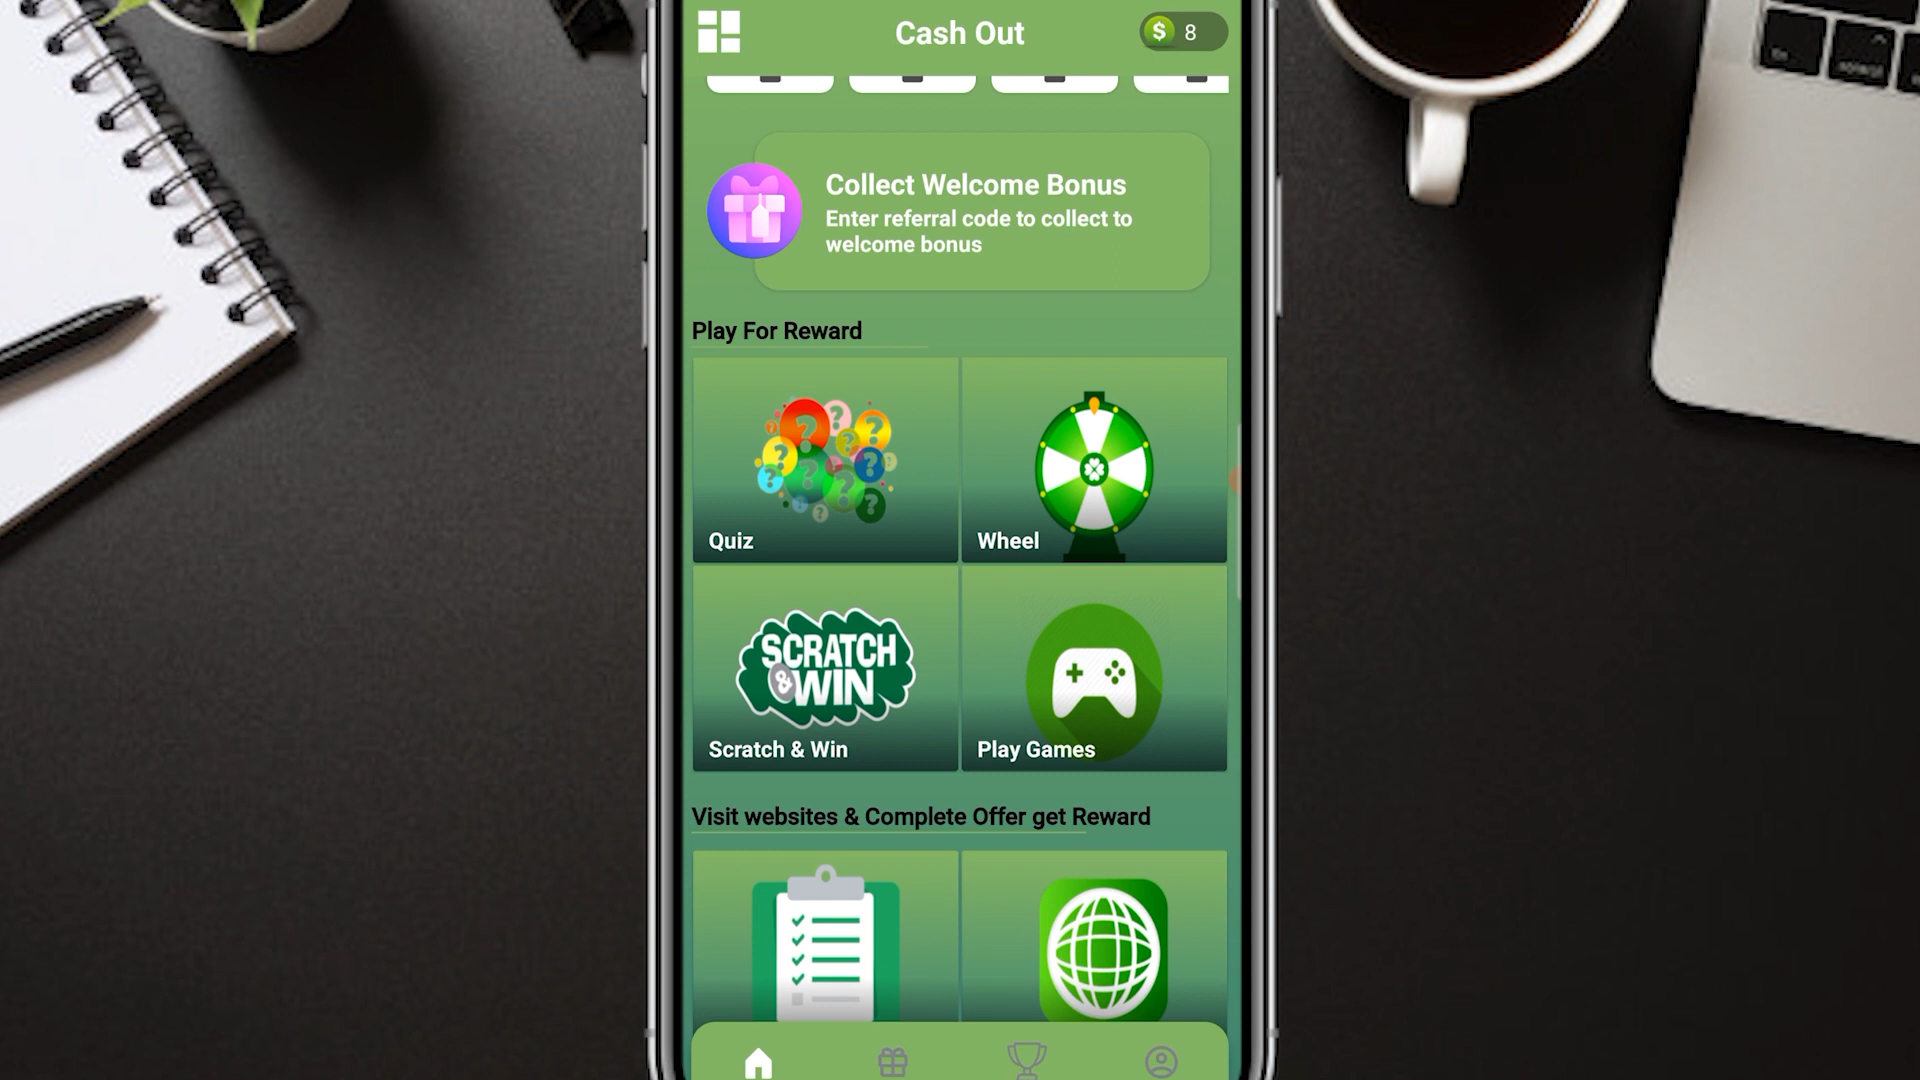 Cash Out
$ 8
Collect Welcome Bonus
Enter referral code to collect to
welcome bonus
Play For Reward
Quiz
Wheel
SCRATCH
& WIN
Scratch & Win
Play Games
Visit websites & Complete Offer get Reward